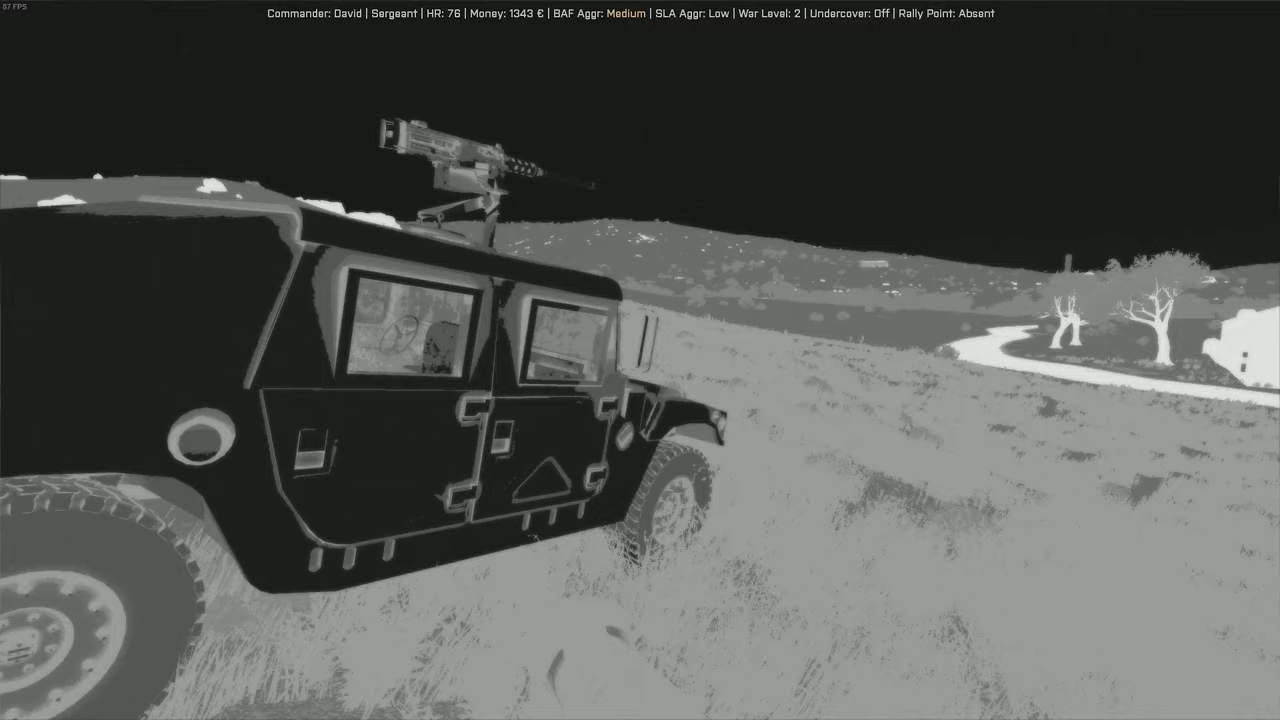 67 FPS
Commander: David | Sergeant | HR: 76 | Money: 1343 € | BAF Aggr: Medium | SLA Aggr: Low | War Level: 2 | Undercover: Off | Rally Point: Absent